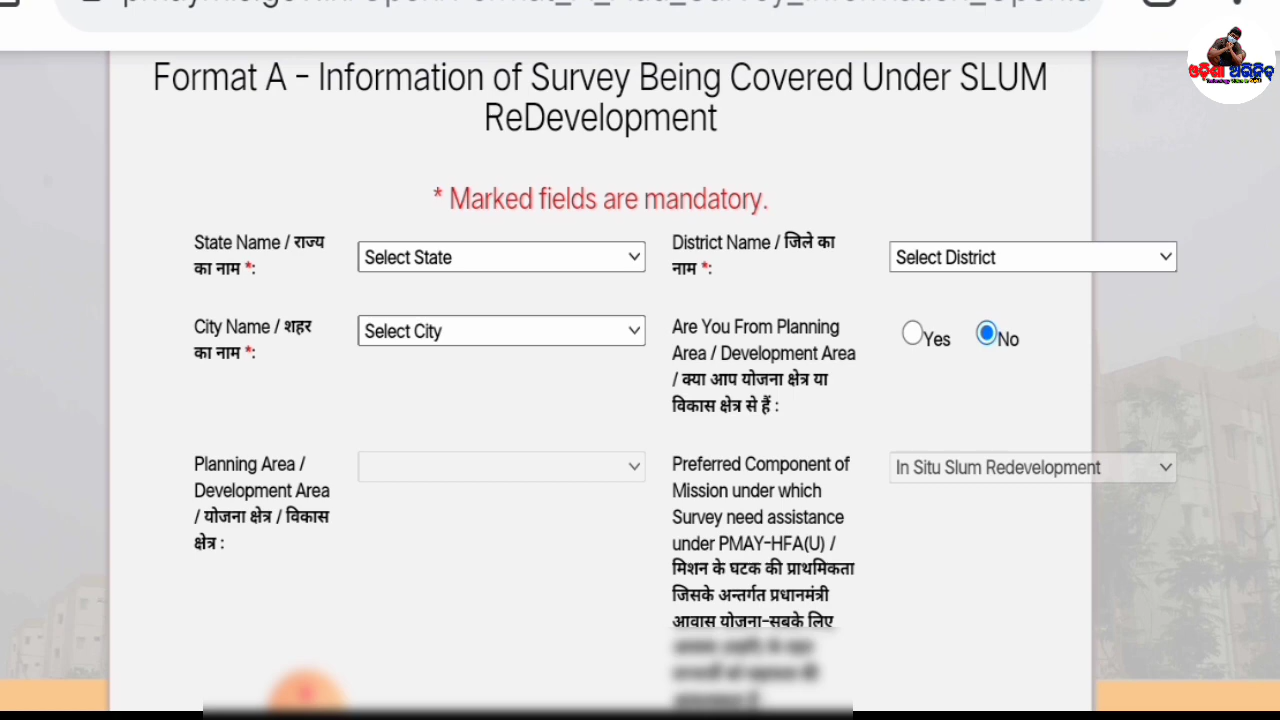 Format A - Information of Survey Being Covered Under SLUM
ReDevelopment
* Marked fields are mandatory.
State Name / राज्य
का नाम *:
Select State
District Name / जिले का
नाम *:
Select District
City Name / शहर
का नाम *:
Select City
Are You From Planning
Area / Development Area
/ क्या आप योजना क्षेत्र या
विकास क्षेत्र से हैं :
Yes
No
Planning Area /
Development Area
/ योजना क्षेत्र / विकास
क्षेत्र :
Preferred Component of
Mission under which
Survey need assistance
under PMAY-HFA(U) /
मिशन के घटक की प्राथमिकता
जिसके अन्तर्गत प्रधानमंत्री
आवास योजना-सबके लिए
In Situ Slum Redevelopment
ଓଡ଼ିଶା ଅରିଜିତ୍